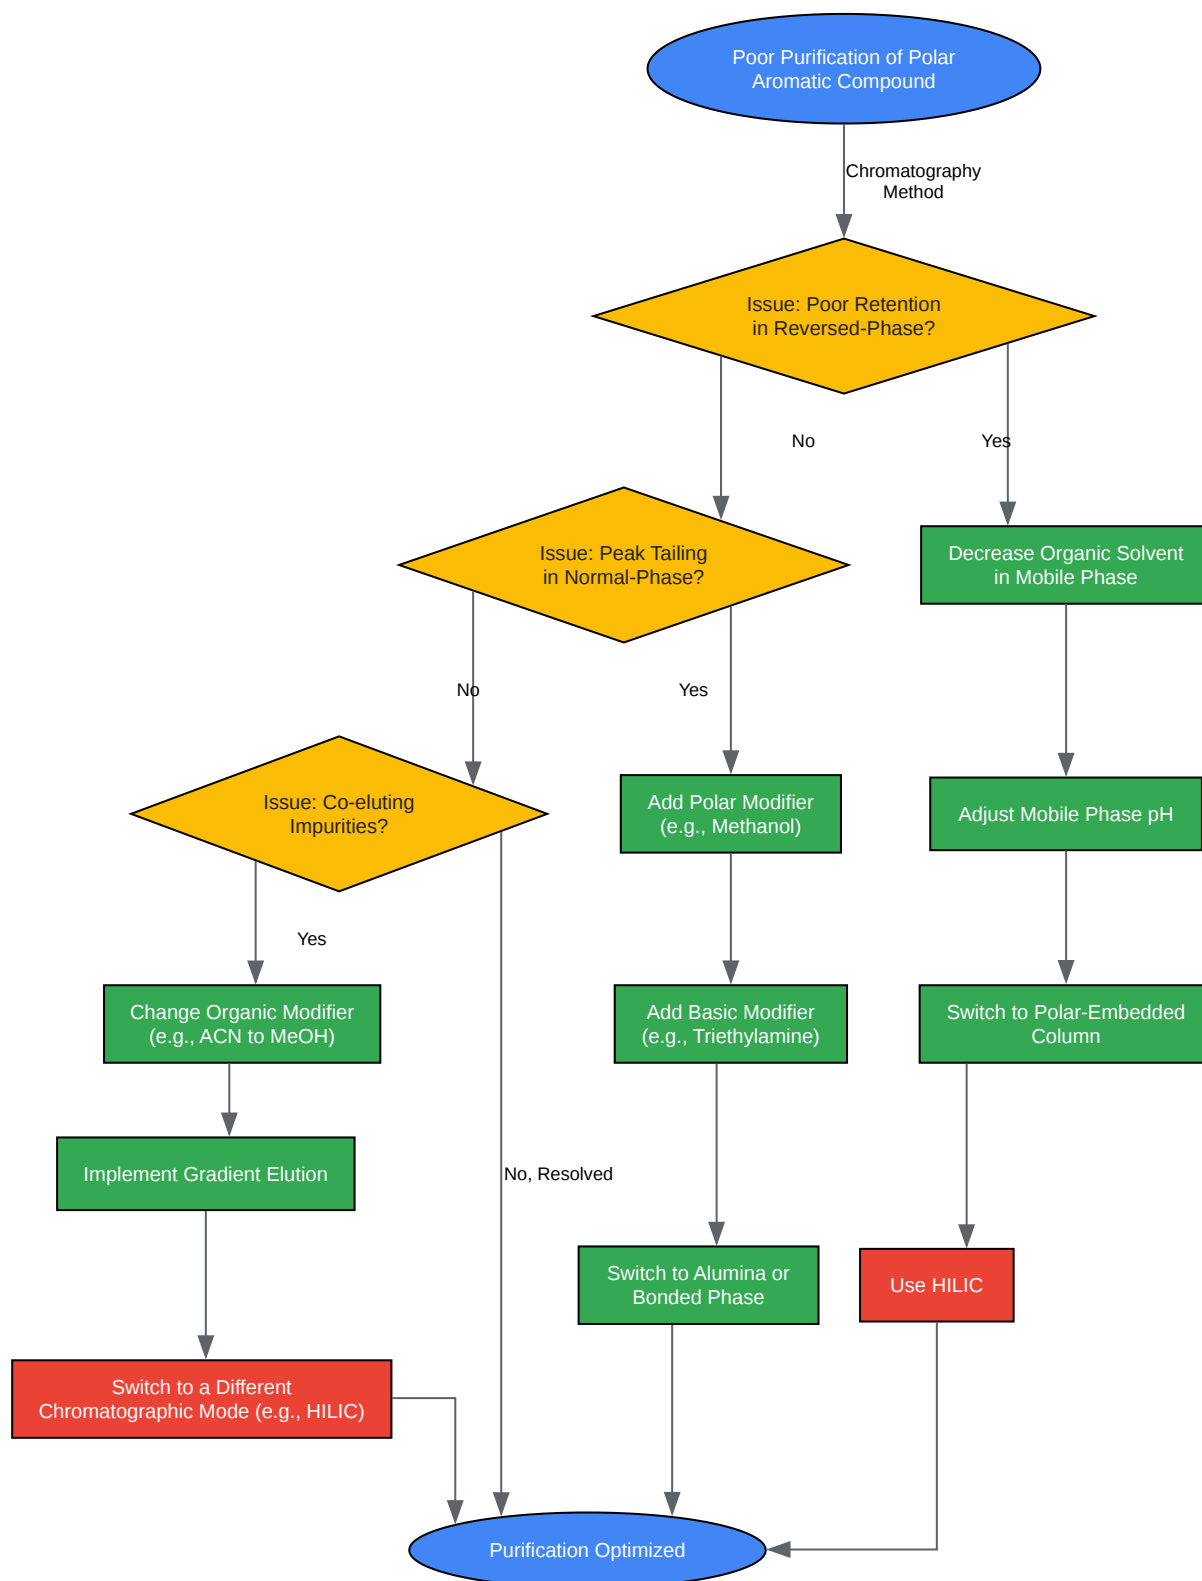 Poor Purification of Polar
Aromatic Compound
Chromatography
Method
Issue: Poor Retention
in Reversed-Phase?
No
Yes
Issue: Peak Tailing
in Normal-Phase?
Decrease Organic Solvent
in Mobile Phase
No
Yes
Issue: Co-eluting
Impurities?
Add Polar Modifier
(e.g., Methanol)
Adjust Mobile Phase pH
Yes
Change Organic Modifier
(e.g., ACN to MeOH)
Add Basic Modifier
(e.g., Triethylamine)
Switch to Polar-Embedded
Column
Implement Gradient Elution
No, Resolved
Switch to Alumina or
Bonded Phase
Use HILIC
Switch to a Different
Chromatographic Mode (e.g., HILIC)
Purification Optimized